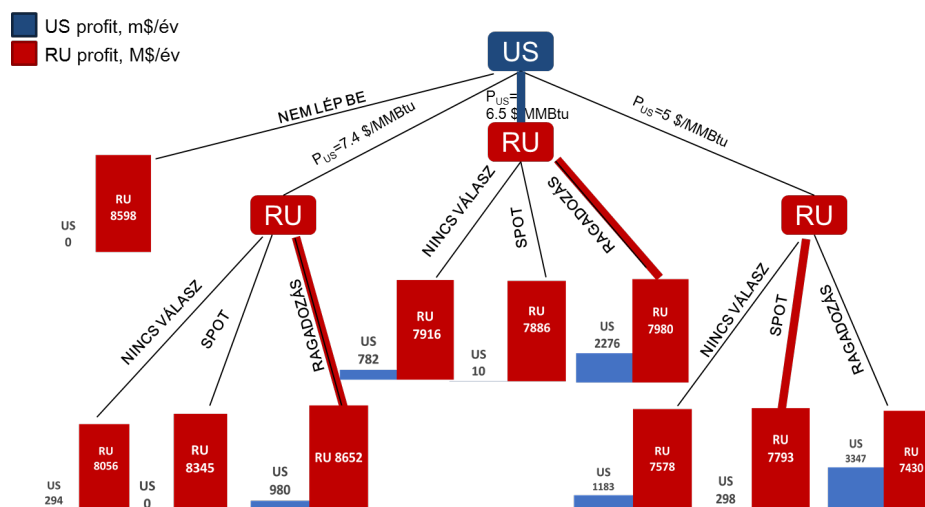 US profit, m$/év
RU profit, M$/év
US
NEM LÉP BE
P_US=7.4 $/MMBtu
P_US=
6.5 $/MMBtu
P_US=5 $/MMBtu
RU
8598
US
0
RU
RU
RU
NINCS VÁLASZ
SPOT
RAGADOZÁS
NINCS VÁLASZ
SPOT
RAGADOZÁS
NINCS VÁLASZ
SPOT
RAGADOZÁS
US
782
RU
7916
US
10
RU
7886
US
2276
RU
7980
US
294
RU
8056
US
0
RU
8345
US
980
RU 8652
US
1183
RU
7578
US
298
RU
7793
US
3347
RU
7430